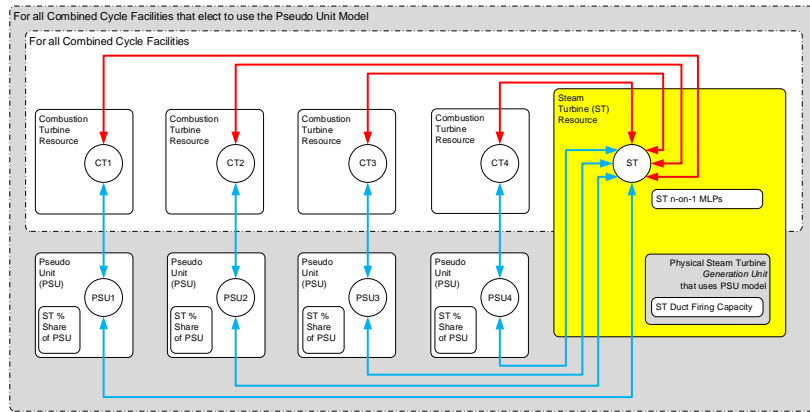 For all Combined Cycle Facilities that elect to use the Pseudo Unit Model
For all Combined Cycle Facilities
Combustion
Turbine
Resource
CT1
Combustion
Turbine
Resource
CT2
Combustion
Turbine
Resource
CT3
Combustion
Turbine
Resource
CT4
Steam
Turbine (ST)
Resource
ST
ST n-on-1 MLPs
Pseudo
Unit
(PSU)
PSU1
ST %
Share
of PSU
Pseudo
Unit
(PSU)
PSU2
ST %
Share
of PSU
Pseudo
Unit
(PSU)
PSU3
ST %
Share
of PSU
Pseudo
Unit
(PSU)
PSU4
ST %
Share
of PSU
Physical Steam Turbine
Generation Unit
that uses PSU model
ST Duct Firing Capacity